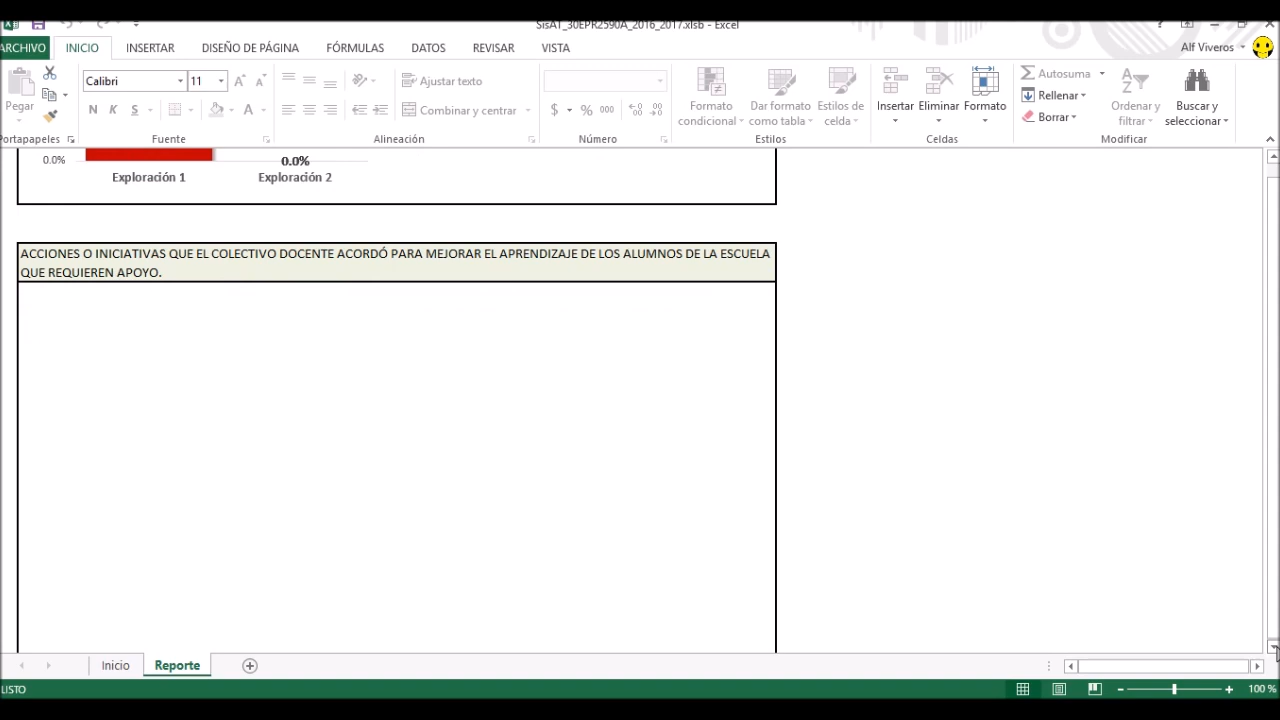 SisAT_30EPR2590A_2016_2017.xlsb - Excel
?
ARCHIVO INICIO INSERTAR DISEÑO DE PÁGINA FÓRMULAS DATOS REVISAR VISTA Alf Viveros
Pegar Calibri 11 A A Ajustar texto
N K S A Combinar y centrar $ % 000
Formato condicional Dar formato como tabla Estilos de celda
Insertar Eliminar Formato
Autosuma
Rellenar
Borrar
Ordenar y filtrar Buscar y seleccionar
Portapapeles Fuente Alineación Número Estilos Celdas Modificar
0.0% 0.0%
Exploración 1 Exploración 2
ACCIONES O INICIATIVAS QUE EL COLECTIVO DOCENTE ACORDÓ PARA MEJORAR EL APRENDIZAJE DE LOS ALUMNOS DE LA ESCUELA
QUE REQUIEREN APOYO.
Inicio Reporte
LISTO 100 %